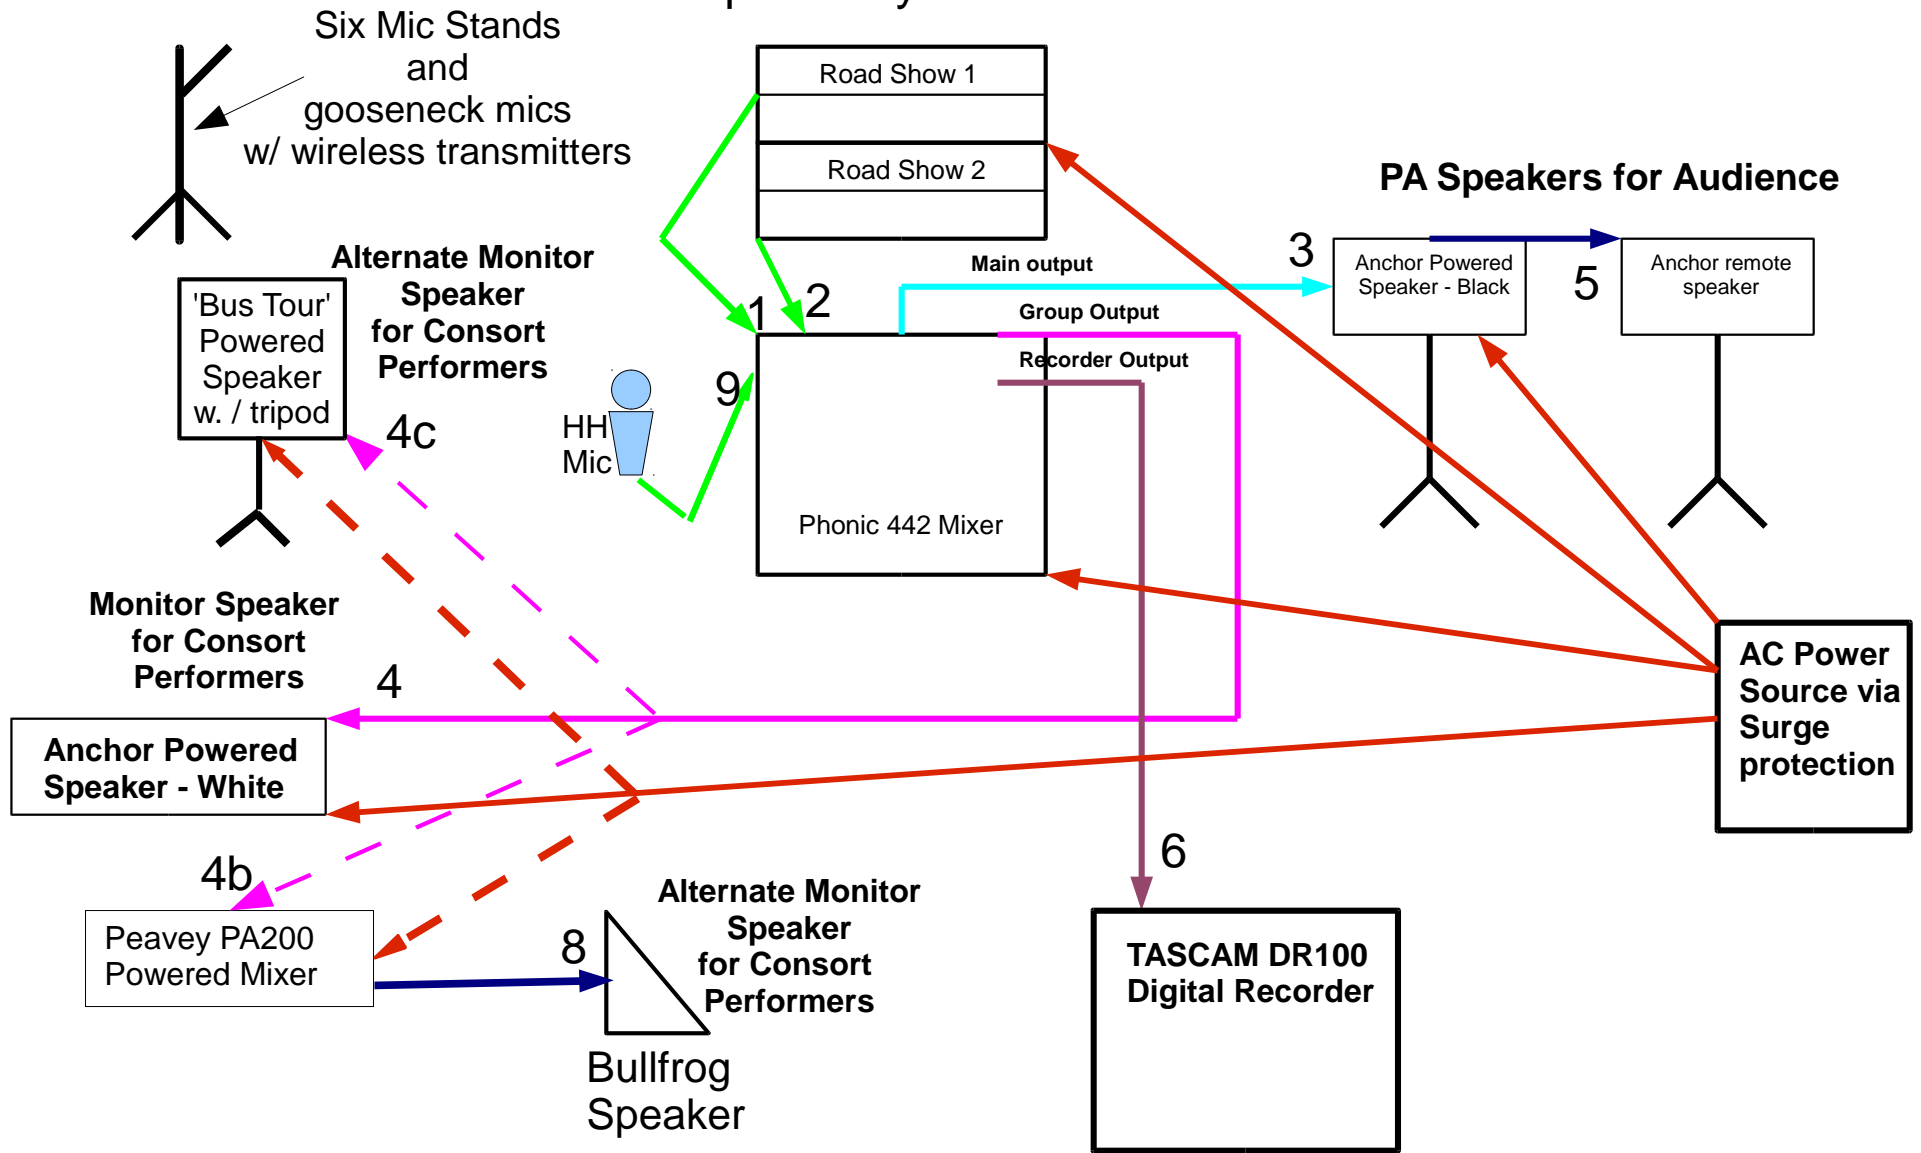 Six Mic Stands
and
gooseneck mics
w/ wireless transmitters
Road Show 1
Road Show 2
PA Speakers for Audience
Alternate Monitor
Speaker
for Consort
Performers
'Bus Tour'
Powered
Speaker
w. / tripod
4c
HH
Mic
9
1
2
Main output
Group Output
Recorder Output
3
Anchor Powered
Speaker - Black
5
Anchor remote
speaker
Phonic 442 Mixer
Monitor Speaker
for Consort
Performers
4
Anchor Powered
Speaker - White
AC Power
Source via
Surge
protection
4b
Peavey PA200
Powered Mixer
8
Alternate Monitor
Speaker
for Consort
Performers
Bullfrog
Speaker
6
TASCAM DR100
Digital Recorder